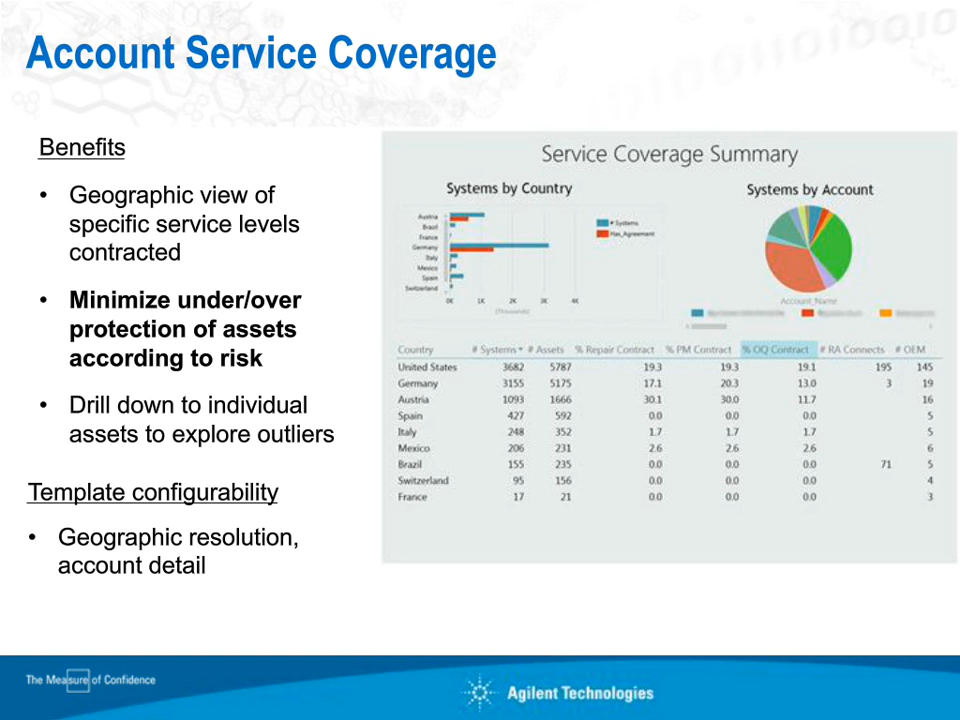 Account Service Coverage
Benefits
• Geographic view of
specific service levels
contracted
• Minimize under/over
protection of assets
according to risk
• Drill down to individual
assets to explore outliers
Template configurability
• Geographic resolution,
account detail
Service Coverage Summary
Systems by Country
Austria
Brazil
France
Germany
Italy
Mexico
Spain
Switzerland
0K 1K 2K 3K 4K
(Thousands)
# Systems
Has_Agreement
Systems by Account
Account_Name
Country # Systems # Assets % Repair Contract % PM Contract % OQ Contract # RA Connects # OEM
United States 3682 5787 19.3 19.3 19.1 195 145
Germany 3155 5175 17.1 20.3 13.0 3 19
Austria 1093 1666 30.1 30.0 11.7 16
Spain 427 592 0.0 0.0 0.0 5
Italy 248 352 1.7 1.7 1.7 5
Mexico 206 231 2.6 2.6 2.6 6
Brazil 155 235 0.0 0.0 0.0 71 5
Switzerland 95 156 0.0 0.0 0.0 4
France 17 21 0.0 0.0 0.0 3
The Measure of Confidence
Agilent Technologies